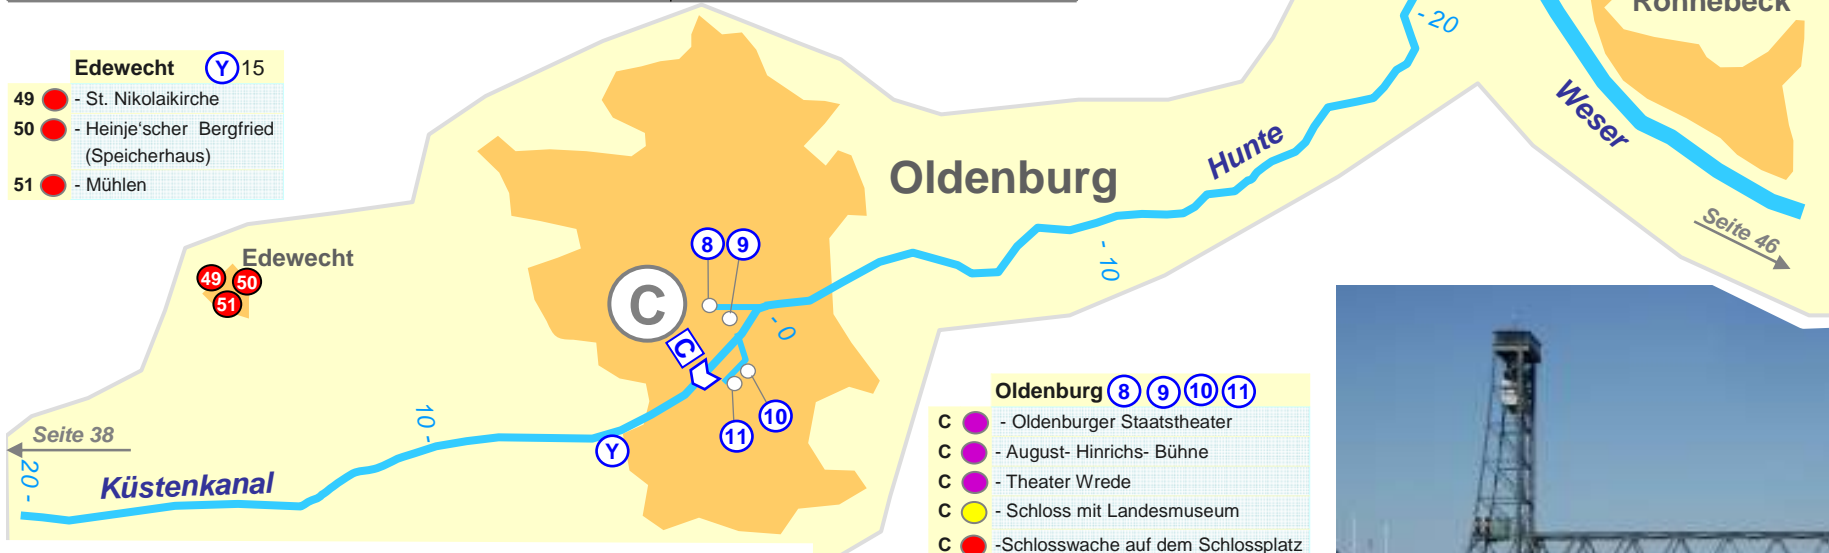 Rönnebeck
- 20
Edewecht Y 15
49 - St. Nikolaikirche
50 - Heinje‘scher Bergfried
(Speicherhaus)
51 - Mühlen
Weser
Hunte
Oldenburg
Seite 46
Edewecht
49 50
51
8 9
C
- 10
- 0
C
10
11
Y
10 -
Seite 38
20 -
Küstenkanal
Oldenburg 8 9 10 11
C - Oldenburger Staatstheater
C - August- Hinrichs- Bühne
C - Theater Wrede
C - Schloss mit Landesmuseum
C -Schlosswache auf dem Schlossplatz